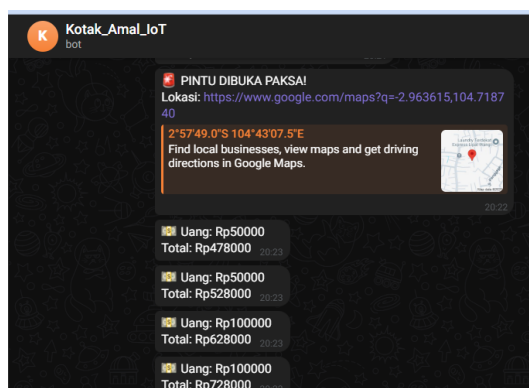 K
Kotak_Amal_IoT
bot
🚨 PINTU DIBUKA PAKSA!
Lokasi: https://www.google.com/maps?q=-2.963615,104.7187
40
2°57'49.0"S 104°43'07.5"E
Find local businesses, view maps and get driving
directions in Google Maps.
20:22
💵 Uang: Rp50000
Total: Rp478000 20:23
💵 Uang: Rp50000
Total: Rp528000 20:23
💵 Uang: Rp100000
Total: Rp628000 20:23
💵 Uang: Rp100000
Total: Rp728000